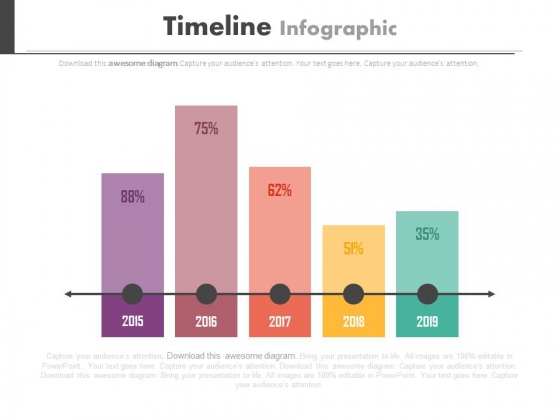 Timeline Infographic
Download this awesome diagram. Capture your audience's attention. Your text goes here. Capture your audience's attention.
75%
88%
62%
51%
35%
2015 2016 2017 2018 2019
Capture your audience's attention. Download this awesome diagram. Bring your presentation to life. All images are 100% editable in
PowerPoint. Your text goes here. Capture your audience's attention. Download this awesome diagram. Capture your audience's attention.
Download this awesome diagram. Bring your presentation to life. All images are 100% editable in PowerPoint. Your text goes here. Capture
your audience's attention.